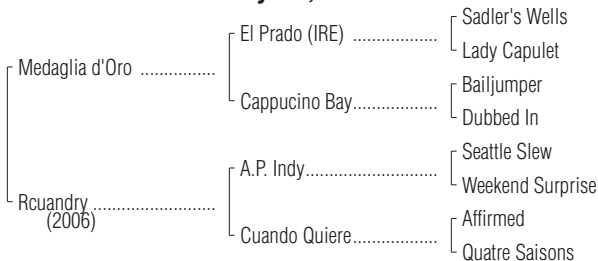 Sadler's Wells
El Prado (IRE) ..................
Lady Capulet
Medaglia d'Oro ................
Bailjumper
Cappucino Bay..................
Dubbed In
Seattle Slew
A.P. Indy............................
Weekend Surprise
Rcuandry ..........................
(2006)
Affirmed
Cuando Quiere..................
Quatre Saisons